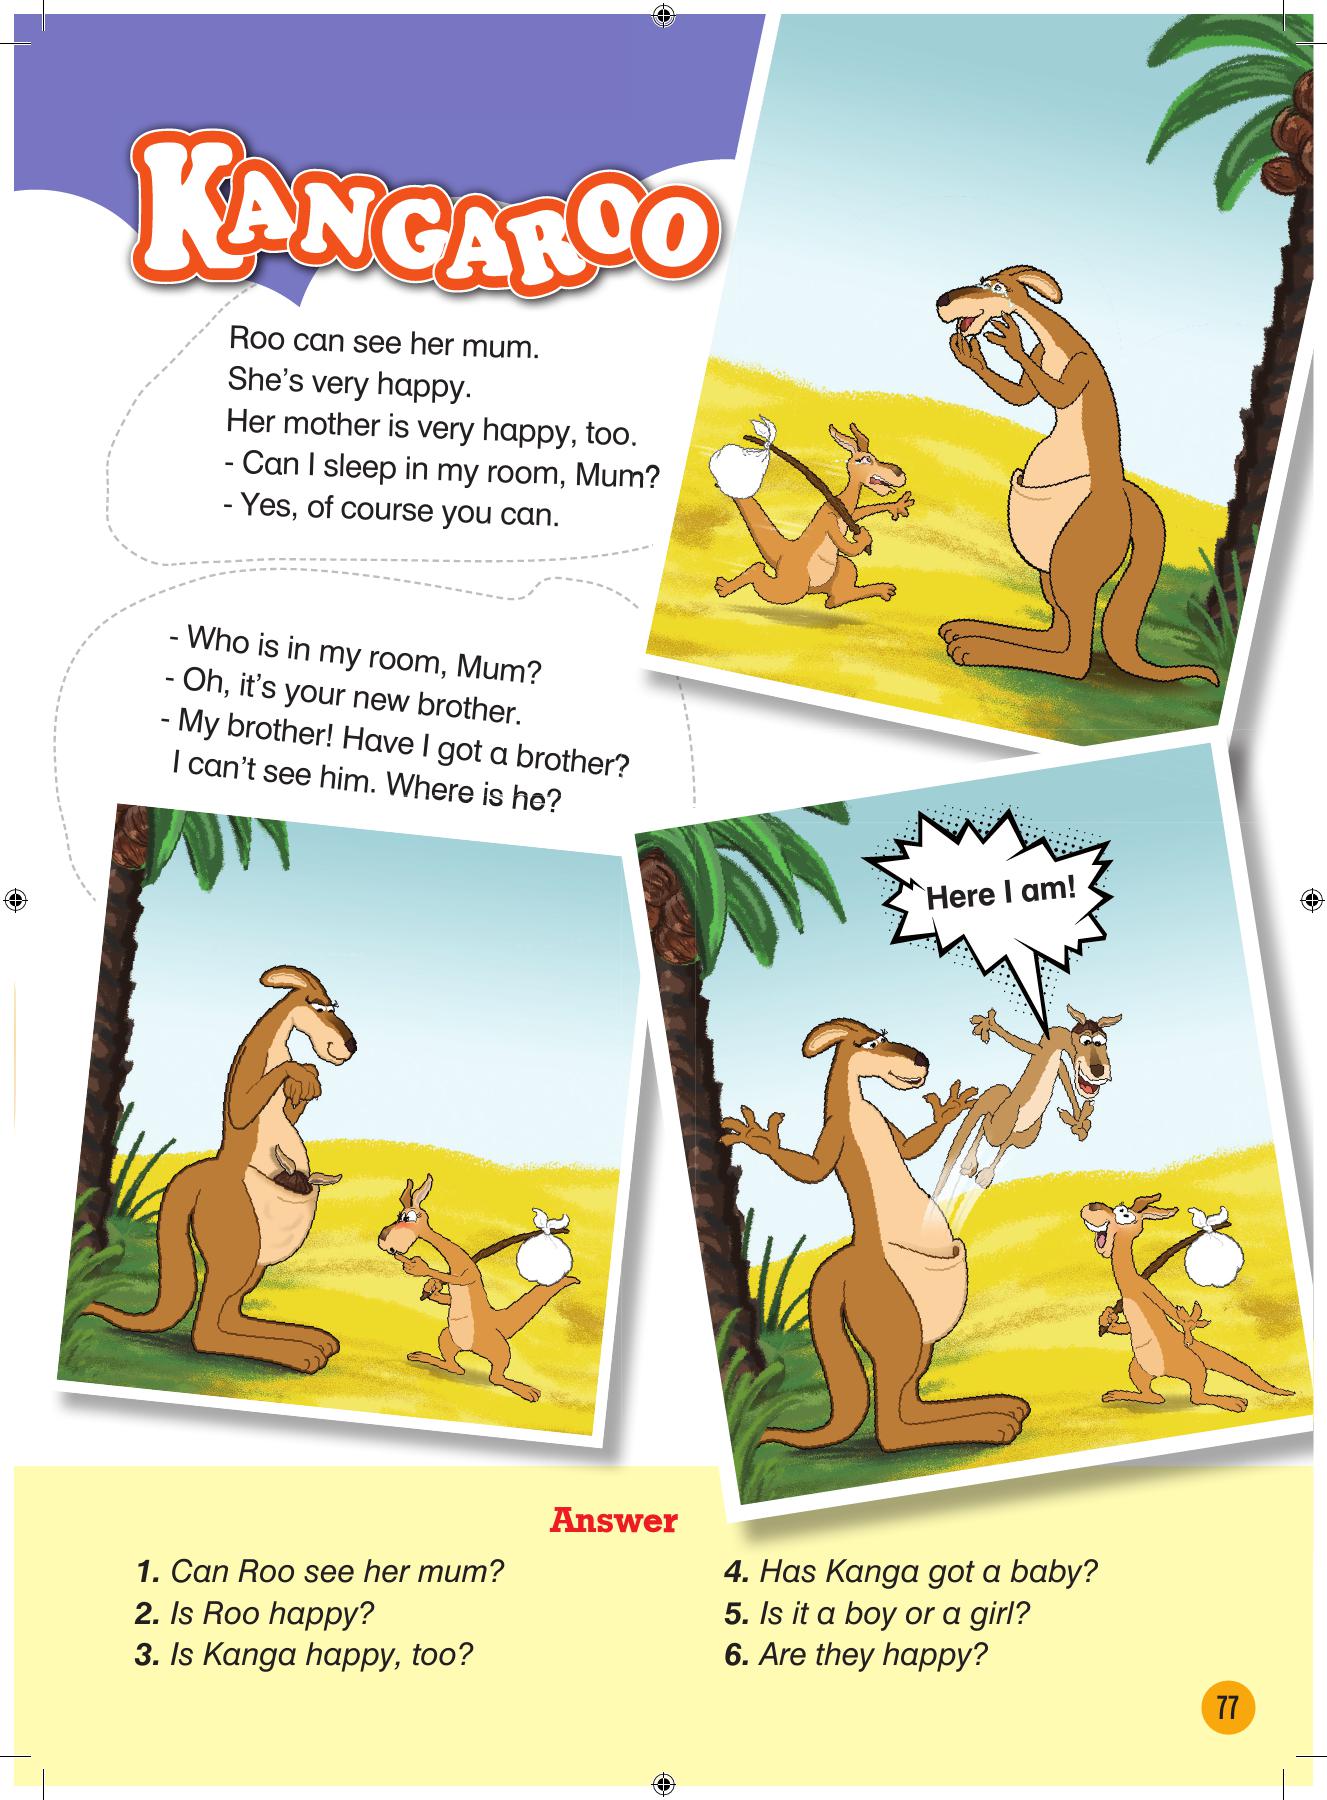 KANGAROO
Roo can see her mum.
She's very happy.
Her mother is very happy, too.
- Can I sleep in my room, Mum?
- Yes, of course you can.
- Who is in my room, Mum?
- Oh, it's your new brother.
- My brother! Have I got a brother?
I can't see him. Where is he?
Here I am!
Answer
1. Can Roo see her mum?
2. Is Roo happy?
3. Is Kanga happy, too?
4. Has Kanga got a baby?
5. Is it a boy or a girl?
6. Are they happy?
77